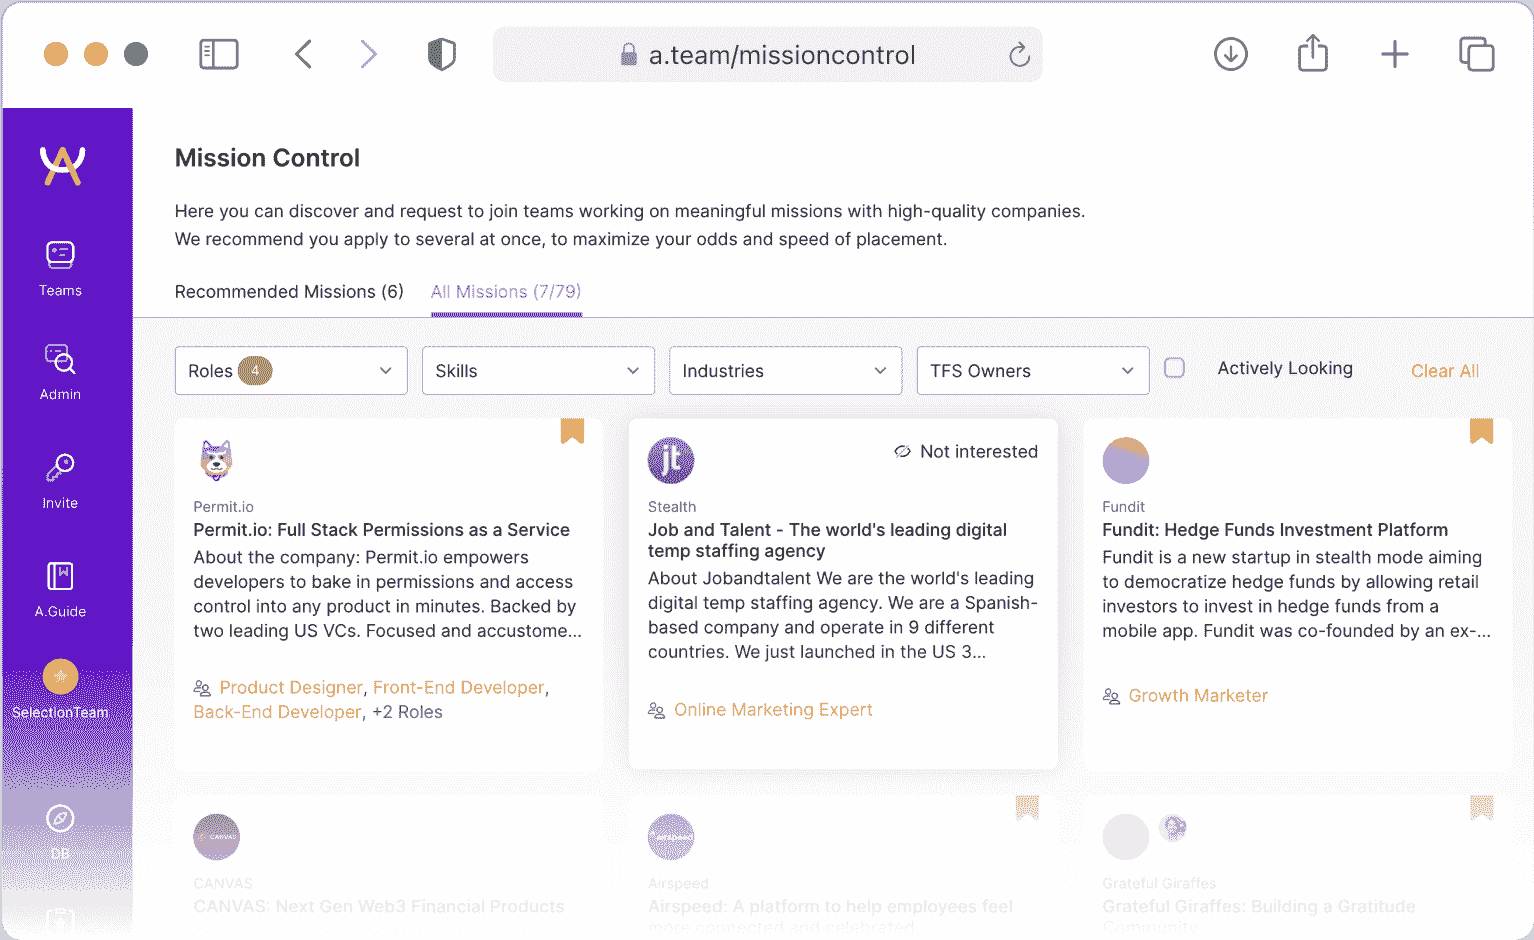 a.team/missioncontrol
Mission Control
Here you can discover and request to join teams working on meaningful missions with high-quality companies.
We recommend you apply to several at once, to maximize your odds and speed of placement.
Recommended Missions (6)
All Missions (7/79)
Teams
Admin
Invite
A.Guide
SelectionTeam
DB
Roles 4
Skills
Industries
TFS Owners
Actively Looking
Clear All
Permit.io
Permit.io: Full Stack Permissions as a Service
About the company: Permit.io empowers
developers to bake in permissions and access
control into any product in minutes. Backed by
two leading US VCs. Focused and accustome...
Product Designer, Front-End Developer,
Back-End Developer, +2 Roles
jt
Not interested
Stealth
Job and Talent - The world's leading digital
temp staffing agency
About Jobandtalent We are the world's leading
digital temp staffing agency. We are a Spanish-
based company and operate in 9 different
countries. We just launched in the US 3...
Online Marketing Expert
Fundit
Fundit: Hedge Funds Investment Platform
Fundit is a new startup in stealth mode aiming
to democratize hedge funds by allowing retail
investors to invest in hedge funds from a
mobile app. Fundit was co-founded by an ex-...
Growth Marketer
CANVAS
CANVAS
CANVAS: Next Gen Web3 Financial Products
airspeed
Airspeed
Airspeed: A platform to help employees feel
more connected and celebrated
Grateful Giraffes
Grateful Giraffes: Building a Gratitude
Community